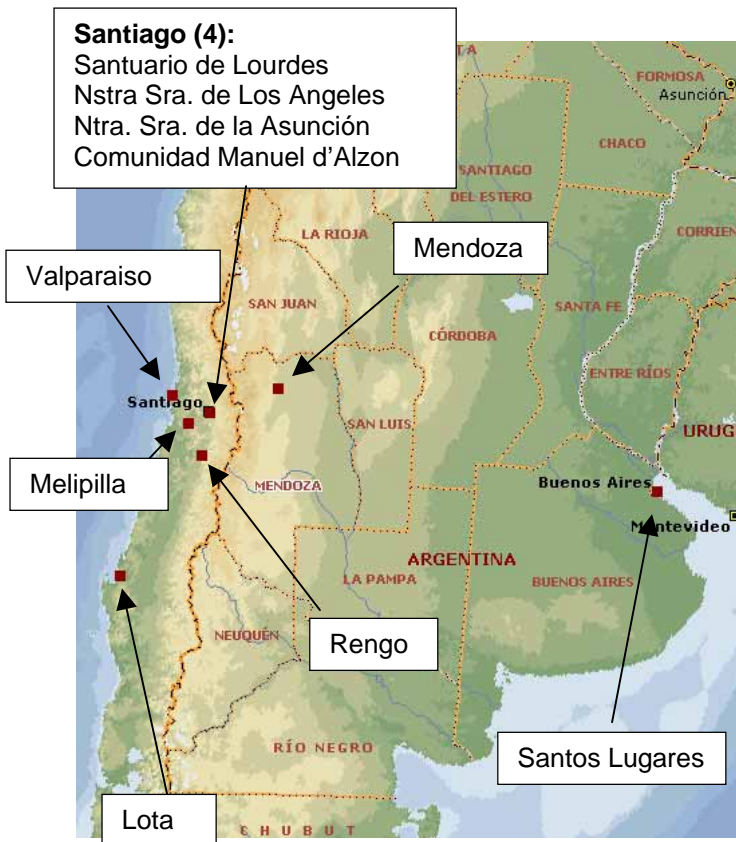 Santiago (4):
Santuario de Lourdes
Nstra Sra. de Los Angeles
Ntra. Sra. de la Asunción
Comunidad Manuel d'Alzon
TA
FORMOSA
Asunción
CHACO
SANTIAGO
DEL ESTERO
LA RIOJA
CORRIEN
Mendoza
Valparaiso
SAN JUAN
SANTA FE
CÓRDOBA
ENTRE RÍOS
Santiago
SAN LUIS
URUG
Melipilla
MENDOZA
Buenos Aires
Montevideo
ARGENTINA
LA PAMPA
BUENOS AIRES
NEUQUÉN
Rengo
RÍO NEGRO
Santos Lugares
Lota
CHUBUT